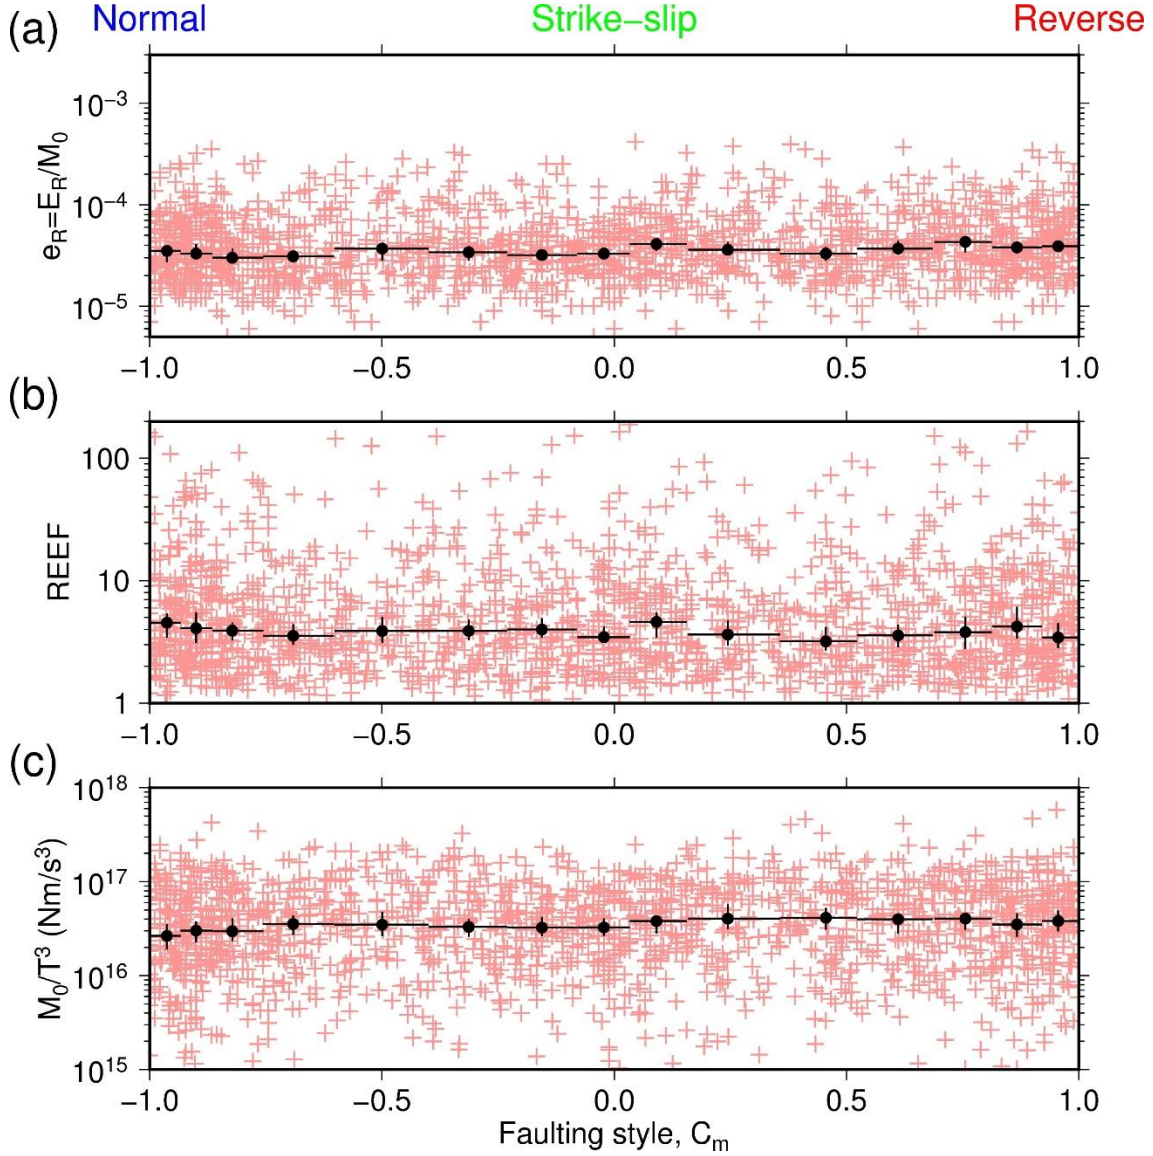 (a) Normal Strike−slip Reverse
10⁻³
10⁻⁴
10⁻⁵
e_R=E_R/M₀
−1.0 −0.5 0.0 0.5 1.0
(b)
100
10
1
REEF
−1.0 −0.5 0.0 0.5 1.0
(c)
10¹⁸
10¹⁷
10¹⁶
10¹⁵
M₀/T³ (Nm/s³)
−1.0 −0.5 0.0 0.5 1.0
Faulting style, C_m